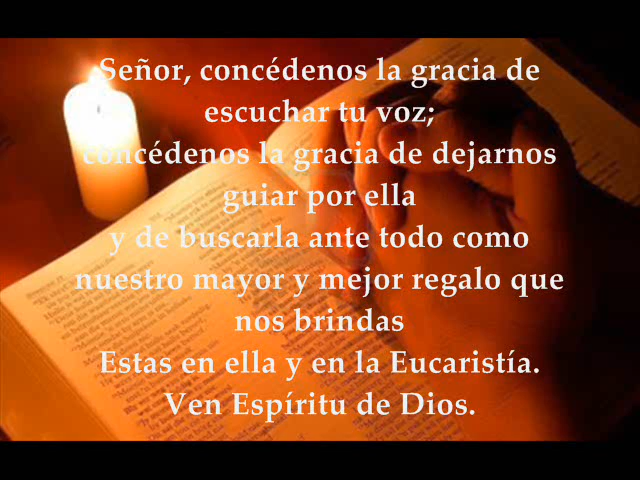 Señor, concédenos la gracia de
escuchar tu voz;
concédenos la gracia de dejarnos
guiar por ella
y de buscarla ante todo como
nuestro mayor y mejor regalo que
nos brindas
Estas en ella y en la Eucaristía.
Ven Espíritu de Dios.